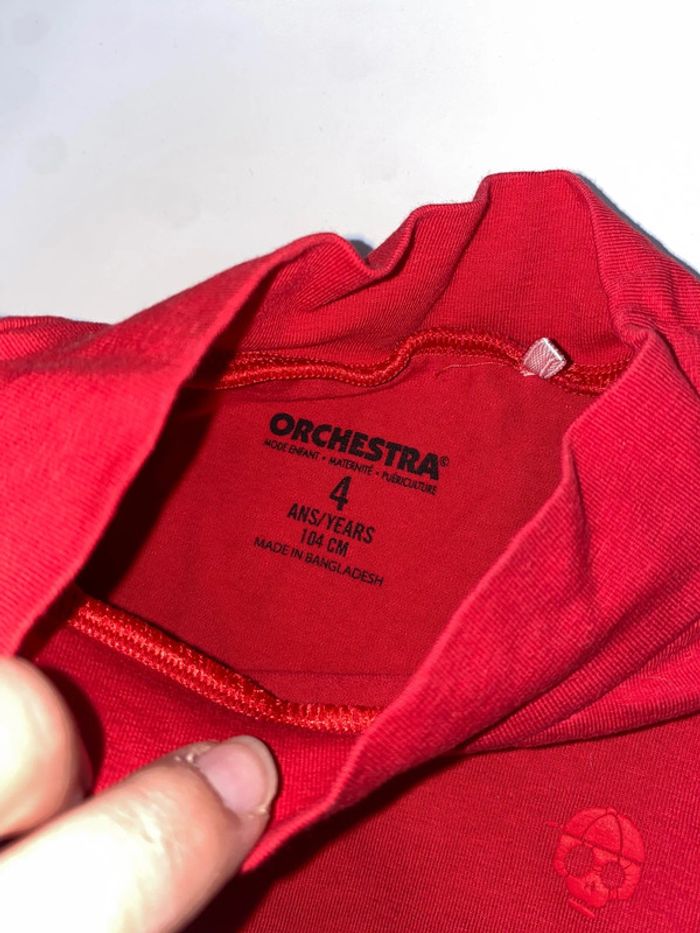 ORCHESTRA©
MODE ENFANT • MATERNITÉ • PUÉRICULTURE
4
ANS/YEARS
104 CM
MADE IN BANGLADESH